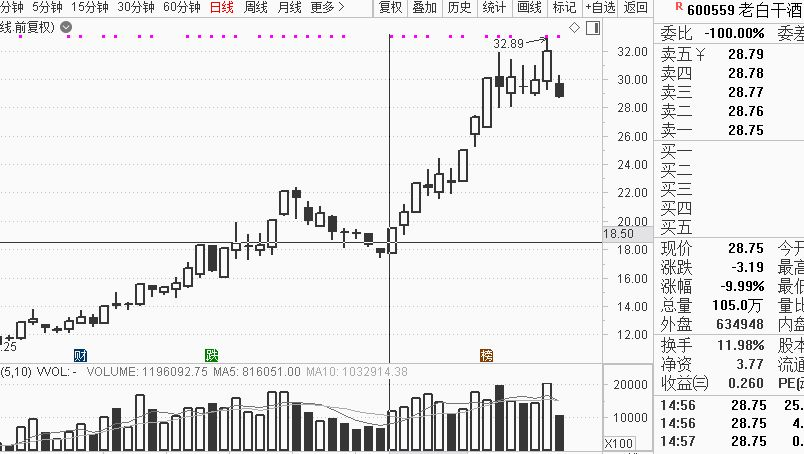 分钟 5分钟 15分钟 30分钟 60分钟 日线 周线 月线 更多 复权 叠加 历史 统计 画线 标记 +自选 返回
线.前复权)
32.89
32.00
30.00
28.00
26.00
24.00
22.00
20.00
18.50
18.00
16.00
14.00
12.00
.25
财 跌 榜
(5,10) VVOL: - VOLUME: 1196092.75 MA5: 816051.00 MA10: 1032914.38
20000
10000
X100
R 600559 老白干酒
委比 -100.00% 委差
卖五 ¥ 28.79
卖四 28.78
卖三 28.77
卖二 28.76
卖一 28.75
买一
买二
买三
买四
买五
现价 28.75 今开
涨跌 -3.19 最高
涨幅 -9.99% 最低
总量 105.0万 量比
外盘 634948 内盘
换手 11.98% 股本
净资 3.77 流通
收益㈢ 0.260
14:56 28.75 25.
14:56 28.75 4.
14:57 28.75 0.